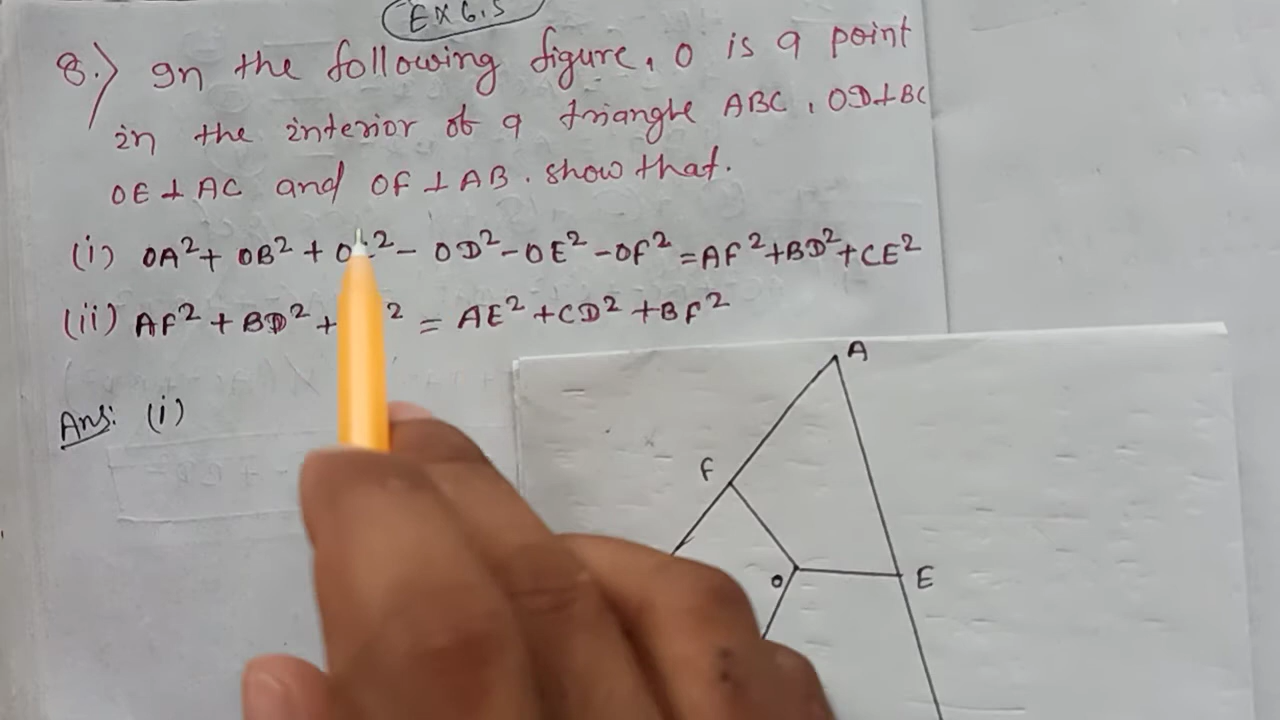 EX 6.5
8.) In the following figure, O is a point
in the interior of a triangle ABC, OD⊥BC
OE⊥AC and OF⊥AB. show that.
(i) OA²+ OB² + O ² - OD² - OE² - OF² = AF² + BD² + CE²
(ii) AF² + BD² + ² = AE² + CD² + BF²
Ans: (i)
A
F
O
E